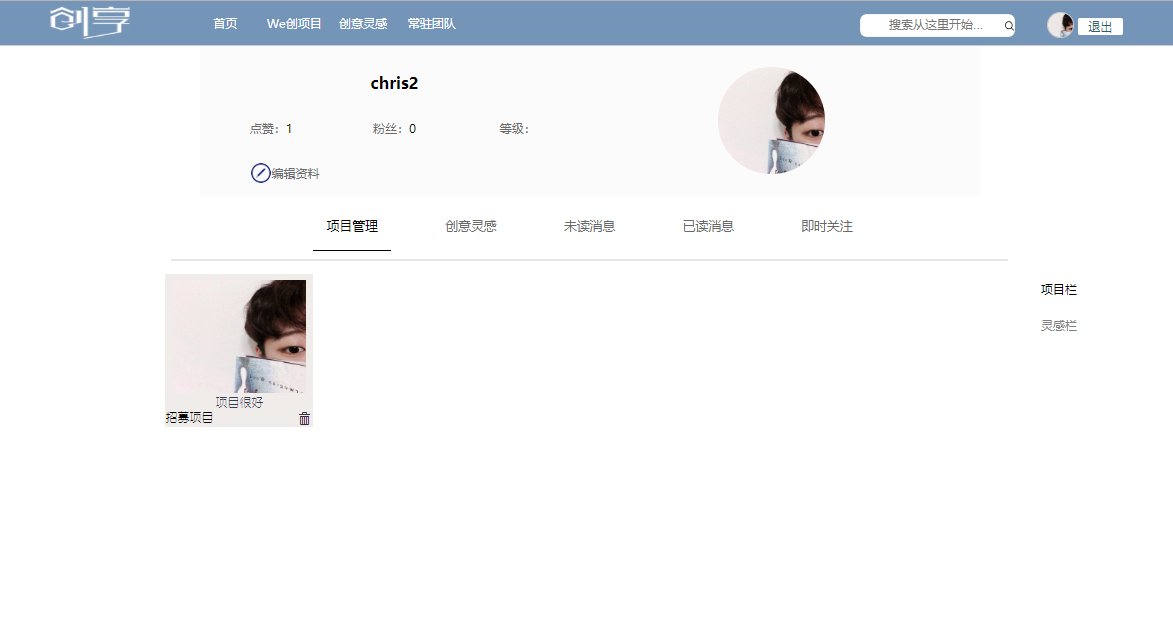 创享
首页 We创项目 创意灵感 常驻团队 搜索从这里开始... 退出
chris2
点赞：1 粉丝：0 等级：
编辑资料
项目管理 创意灵感 未读消息 已读消息 即时关注
项目栏
灵感栏
项目很好
招募项目